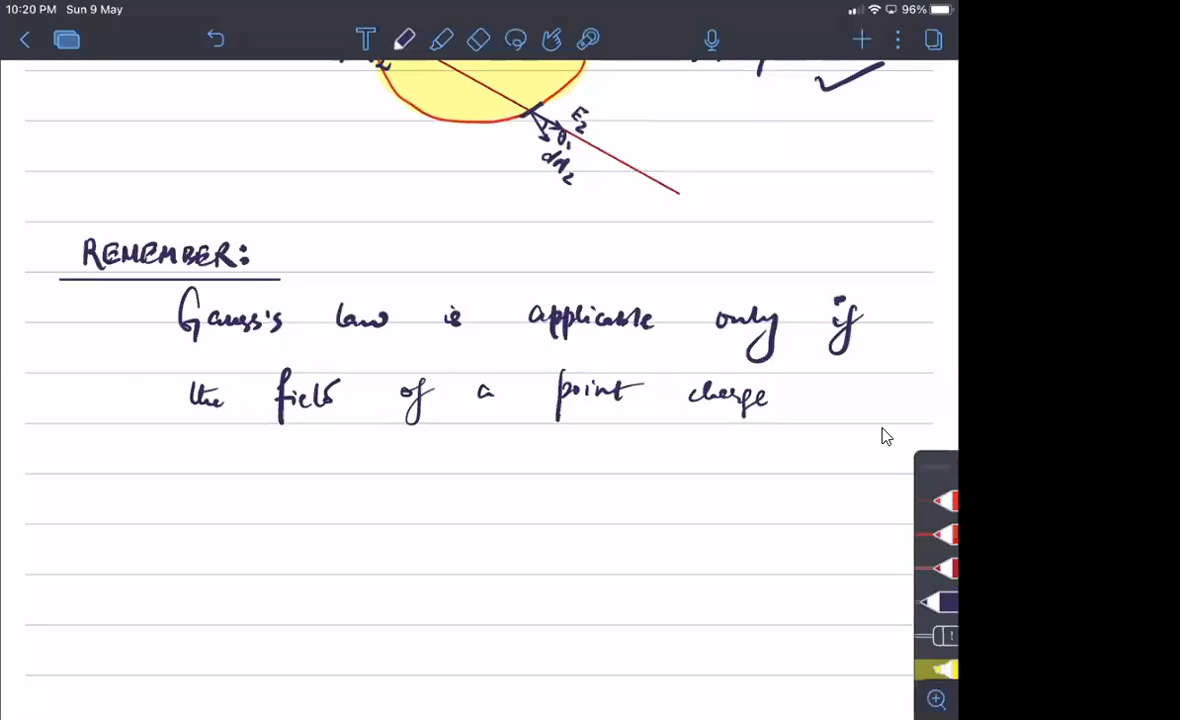 10:20 PM Sun 9 May 96%
T
E2
θ1
dA2
REMEMBER:
Gauss's law is applicable only if
the field of a point charge